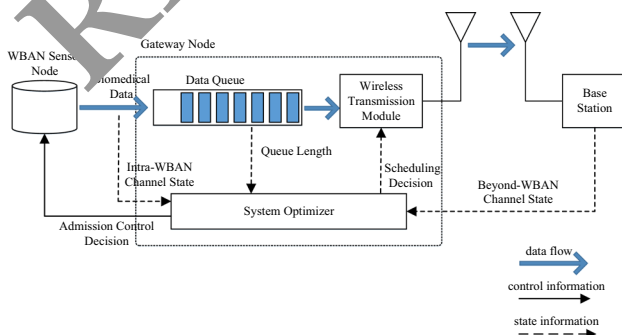 WBAN Sens
Node
Gateway Node
Biomedical
Data
Data Queue
Wireless
Transmission
Module
Base
Station
Queue Length
Intra-WBAN
Channel State
Scheduling
Decision
Beyond-WBAN
Channel State
System Optimizer
Admission Control
Decision
data flow
control information
state information